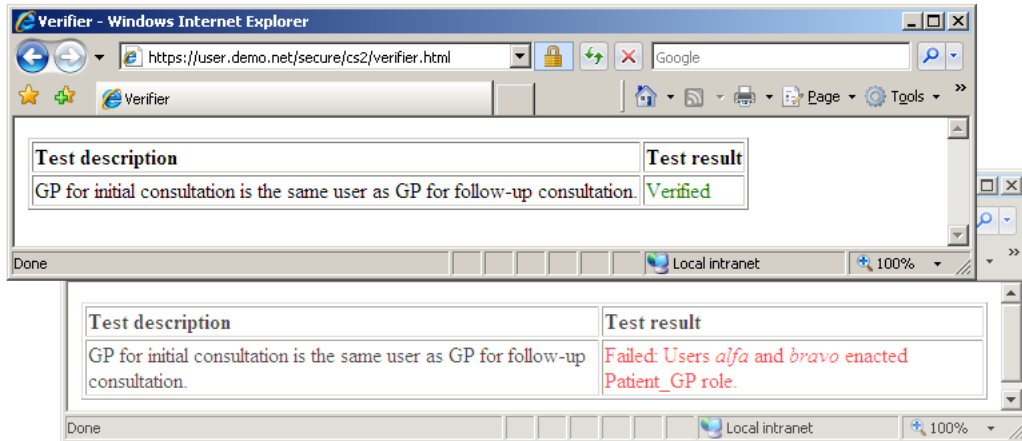 Verifier - Windows Internet Explorer
https://user.demo.net/secure/cs2/verifier.html
Google
Verifier
Page
Tools
»
Test description Test result
GP for initial consultation is the same user as GP for follow-up consultation. Verified
Done
Local intranet
100%
»
Test description Test result
GP for initial consultation is the same user as GP for follow-up Failed: Users alfa and bravo enacted
consultation. Patient_GP role.
Done
Local intranet
100%